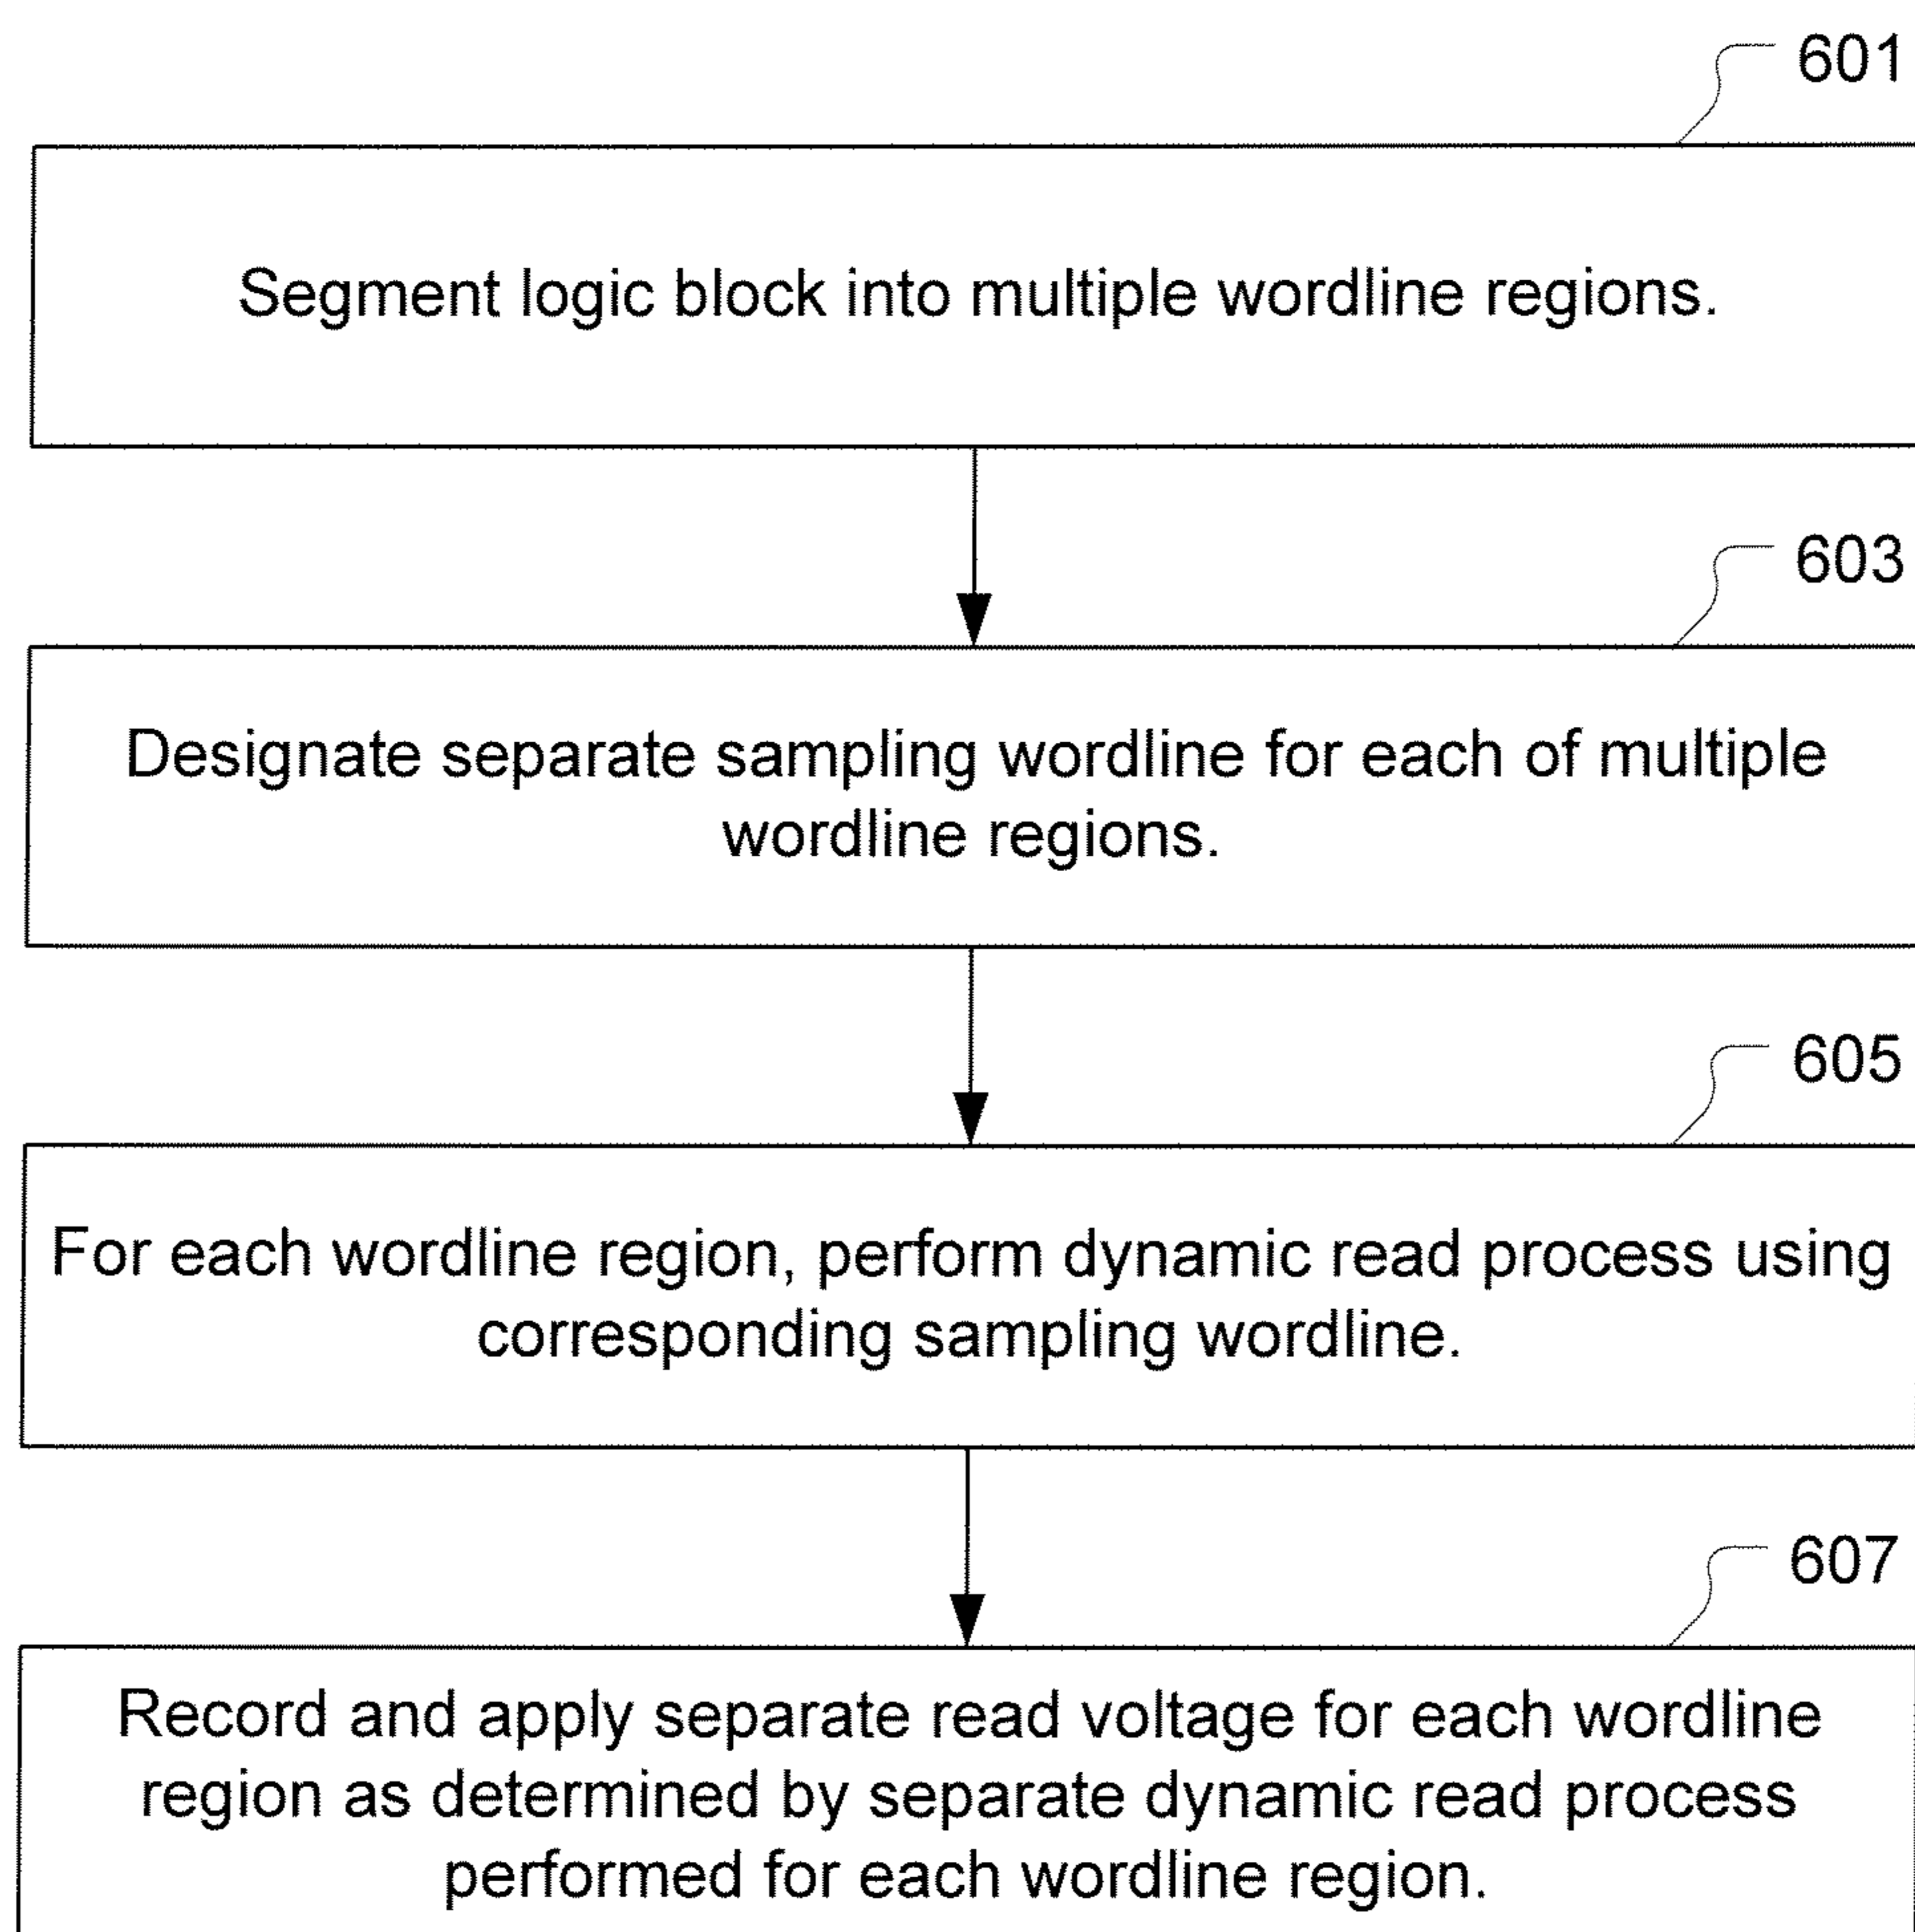 601
Segment logic block into multiple wordline regions.
603
Designate separate sampling wordline for each of multiple
wordline regions.
605
For each wordline region, perform dynamic read process using
corresponding sampling wordline.
607
Record and apply separate read voltage for each wordline
region as determined by separate dynamic read process
performed for each wordline region.